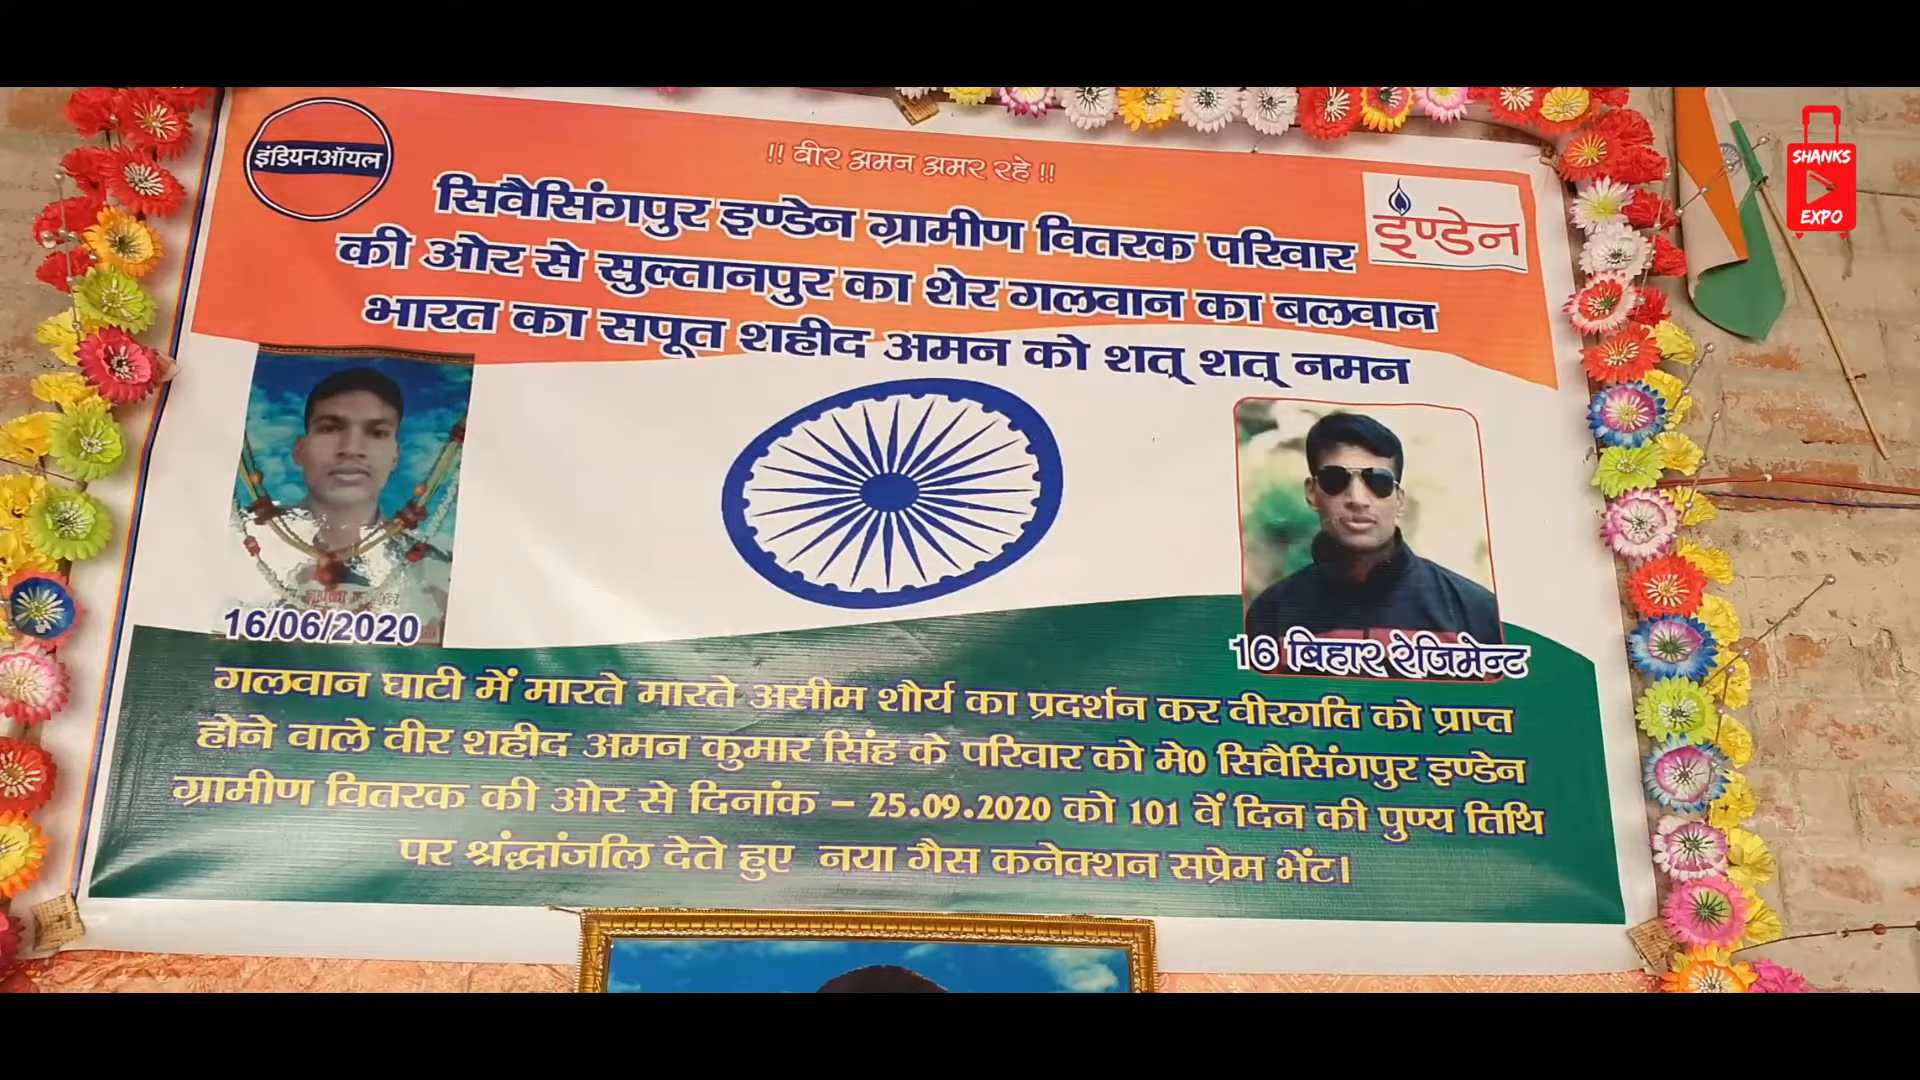 SHANKS
EXPO
इंडियनऑयल
!! वीर अमन अमर रहे !!
इण्डेन
सिवैसिंगपुर इण्डेन ग्रामीण वितरक परिवार
की ओर से सुल्तानपुर का शेर गलवान का बलवान
भारत का सपूत शहीद अमन को शत् शत् नमन
16/06/2020
16 बिहार रेजिमेन्ट
गलवान घाटी में मारते मारते असीम शौर्य का प्रदर्शन कर वीरगति को प्राप्त
होने वाले वीर शहीद अमन कुमार सिंह के परिवार को मे0 सिवैसिंगपुर इण्डेन
ग्रामीण वितरक की ओर से दिनांक – 25.09.2020 को 101 वें दिन की पुण्य तिथि
पर श्रंद्धांजलि देते हुए नया गैस कनेक्शन सप्रेम भेंट।